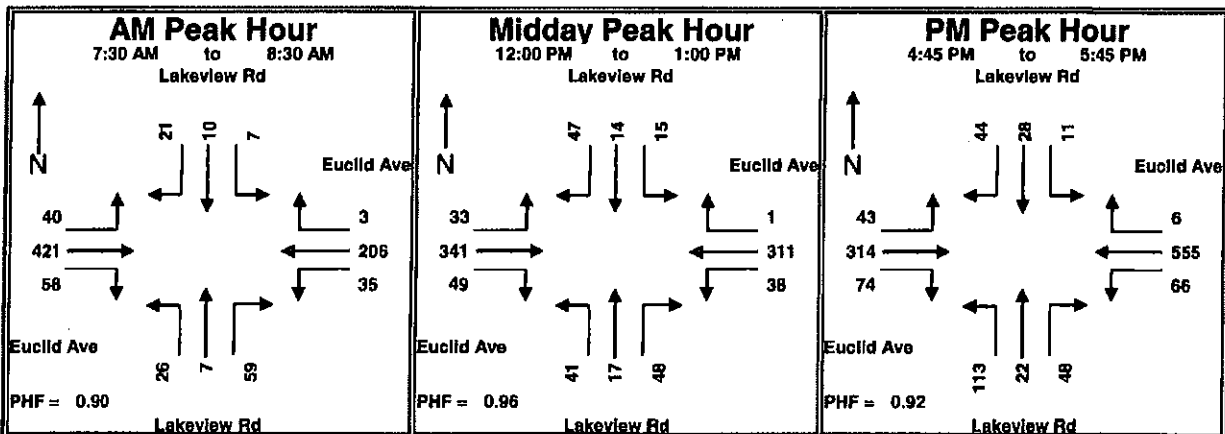 AM Peak Hour
7:30 AM to 8:30 AM
Lakeview Rd
N
21 10 7
Euclid Ave
40 3
421 206
58 35
Euclid Ave
26 7 59
PHF = 0.90
Lakeview Rd
Midday Peak Hour
12:00 PM to 1:00 PM
Lakeview Rd
N
47 14 15
Euclid Ave
33 1
341 311
49 38
Euclid Ave
41 17 48
PHF = 0.96
Lakeview Rd
PM Peak Hour
4:45 PM to 5:45 PM
Lakeview Rd
N
44 28 11
Euclid Ave
43 6
314 555
74 66
Euclid Ave
113 22 48
PHF = 0.92
Lakeview Rd